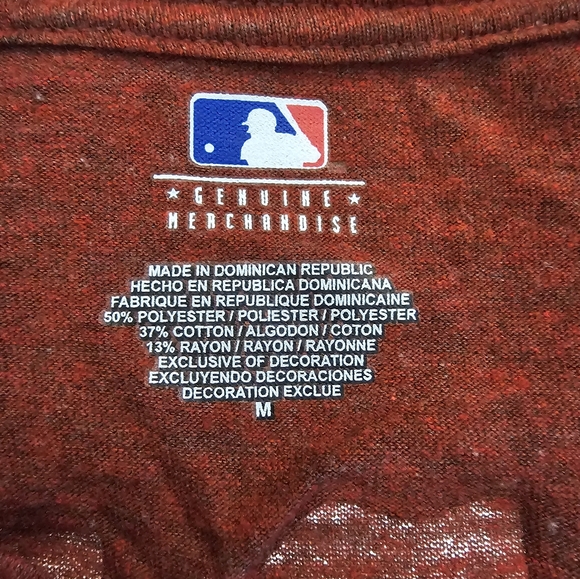 ★ GENUINE ★
MERCHANDISE
MADE IN DOMINICAN REPUBLIC
HECHO EN REPUBLICA DOMINICANA
FABRIQUE EN REPUBLIQUE DOMINICAINE
50% POLYESTER / POLIESTER / POLYESTER
37% COTTON / ALGODON / COTON
13% RAYON / RAYON / RAYONNE
EXCLUSIVE OF DECORATION
EXCLUYENDO DECORACIONES
DECORATION EXCLUE
M